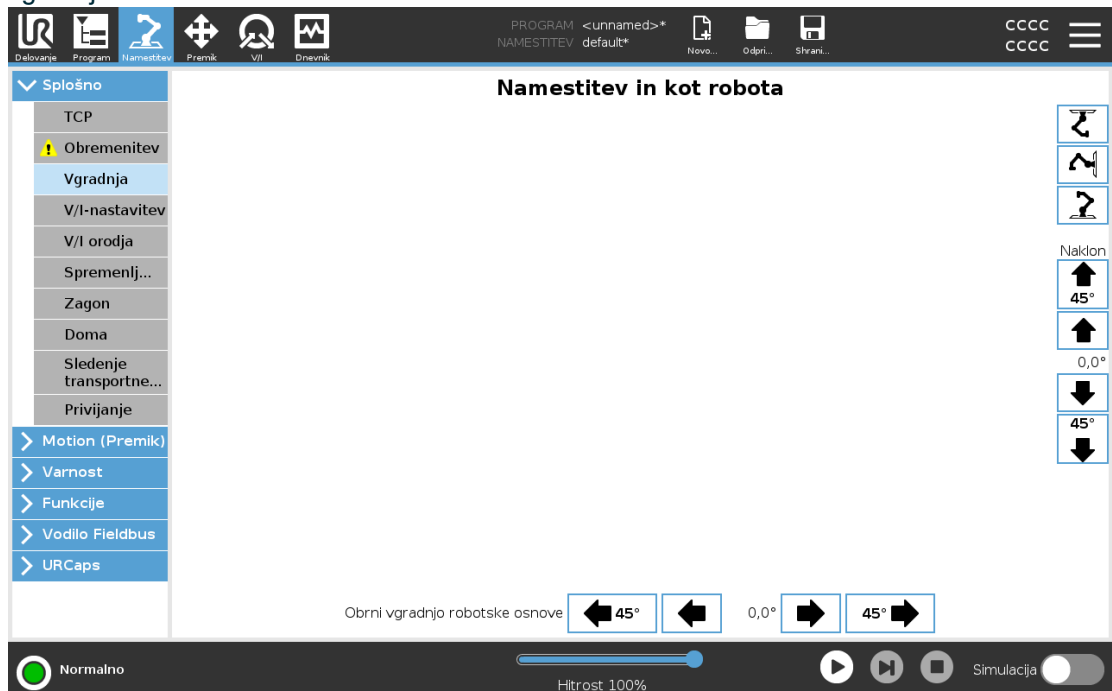 PROGRAM <unnamed>*
NAMESTITEV default*
Delovanje
Program
Namestitev
Premik
V/I
Dnevnik
Novo...
Odpri...
Shrani...
CCCC
CCCC
Splošno
TCP
Obremenitev
Vgradnja
V/I-nastavitev
V/I orodja
Spremenlj...
Zagon
Doma
Sledenje
transportne...
Privijanje
Motion (Premik)
Varnost
Funkcije
Vodilo Fieldbus
URCaps
Namestitev in kot robota
Naklon
45°
0,0°
45°
Obrni vgradnjo robotske osnove
45°
0,0°
45°
Normalno
Hitrost 100%
Simulacija